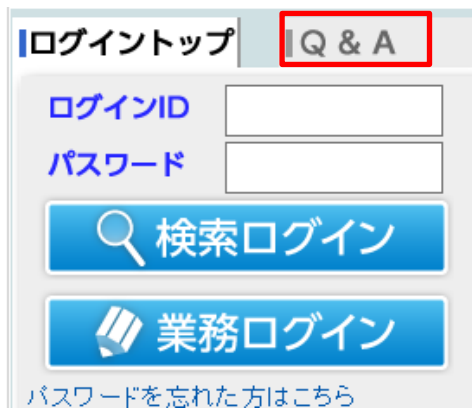 ログイントップ Q & A
ログインID
パスワード
検索ログイン
業務ログイン
パスワードを忘れた方はこちら